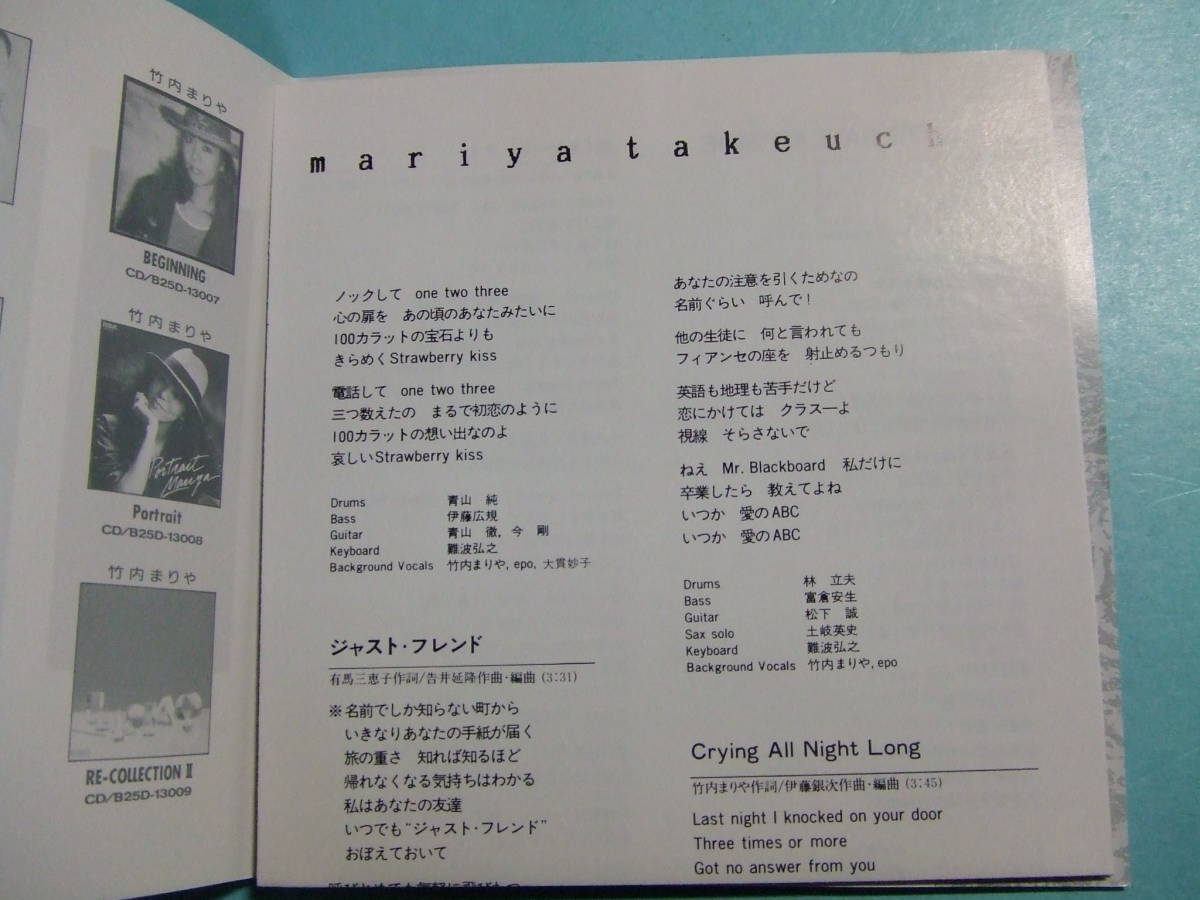 竹内まりや
BEGINNING
CD/B25D-13007
竹内まりや
Portrait
Mariya
Portrait
CD/B25D-13008
竹内まりや
RE-COLLECTION II
CD/B25D-13009
mariya takeuch
ノックして one two three
心の扉を あの頃のあなたみたいに
100カラットの宝石よりも
きらめくStrawberry kiss
電話して one two three
三つ数えたの まるで初恋のように
100カラットの想い出なのよ
哀しいStrawberry kiss
Drums 青山 純
Bass 伊藤広規
Guitar 青山 徹, 今 剛
Keyboard 難波弘之
Background Vocals 竹内まりや, epo, 大貫妙子
ジャスト・フレンド
有馬三恵子作詞/告井延隆作曲・編曲 (3:31)
※名前でしか知らない町から
いきなりあなたの手紙が届く
旅の重さ 知れば知るほど
帰れなくなる気持ちはわかる
私はあなたの友達
いつでも“ジャスト・フレンド”
おぼえておいて
あなたの注意を引くためなの
名前ぐらい 呼んで!
他の生徒に 何と言われても
フィアンセの座を 射止めるつもり
英語も地理も苦手だけど
恋にかけては クラス一よ
視線 そらさないで
ねえ Mr. Blackboard 私だけに
卒業したら 教えてよね
いつか 愛のABC
いつか 愛のABC
Drums 林 立夫
Bass 富倉安生
Guitar 松下 誠
Sax solo 土岐英史
Keyboard 難波弘之
Background Vocals 竹内まりや, epo
Crying All Night Long
竹内まりや作詞/伊藤銀次作曲・編曲 (3:45)
Last night I knocked on your door
Three times or more
Got no answer from you